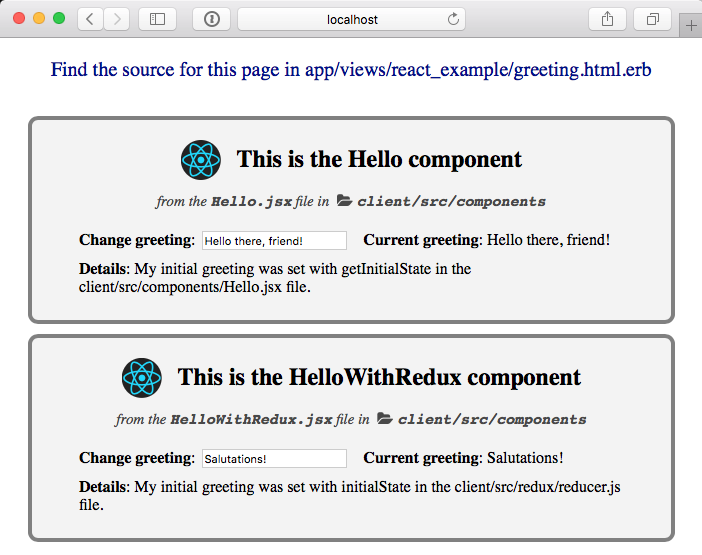 localhost
Find the source for this page in app/views/react_example/greeting.html.erb
This is the Hello component
from the Hello.jsx file in client/src/components
Change greeting: Hello there, friend! Current greeting: Hello there, friend!
Details: My initial greeting was set with getInitialState in the
client/src/components/Hello.jsx file.
This is the HelloWithRedux component
from the HelloWithRedux.jsx file in client/src/components
Change greeting: Salutations! Current greeting: Salutations!
Details: My initial greeting was set with initialState in the client/src/redux/reducer.js
file.